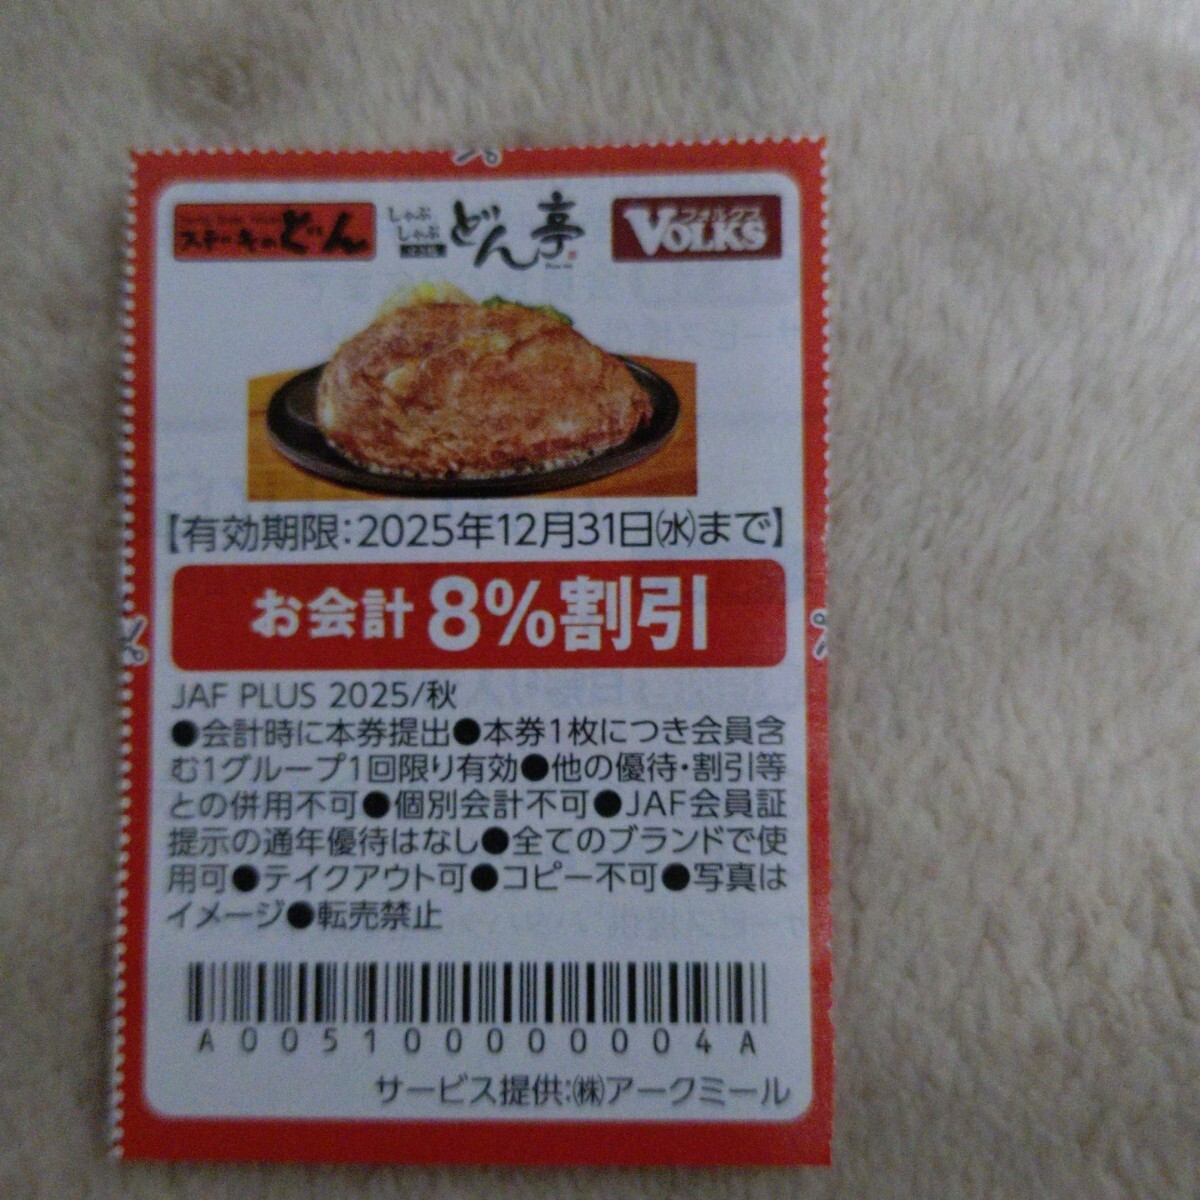 ステーキのどん
しゃぶ
しゃぶ
どん亭
フォルクス
VOLKS
【有効期限:2025年12月31日㈬まで】
お会計 8%割引
JAF PLUS 2025/秋
●会計時に本券提出●本券1枚につき会員含
む1グループ1回限り有効●他の優待・割引等
との併用不可●個別会計不可●JAF会員証
提示の通年優待はなし●全てのブランドで使
用可●テイクアウト可●コピー不可●写真は
イメージ●転売禁止
A00510000000004A
サービス提供:㈱アークミール